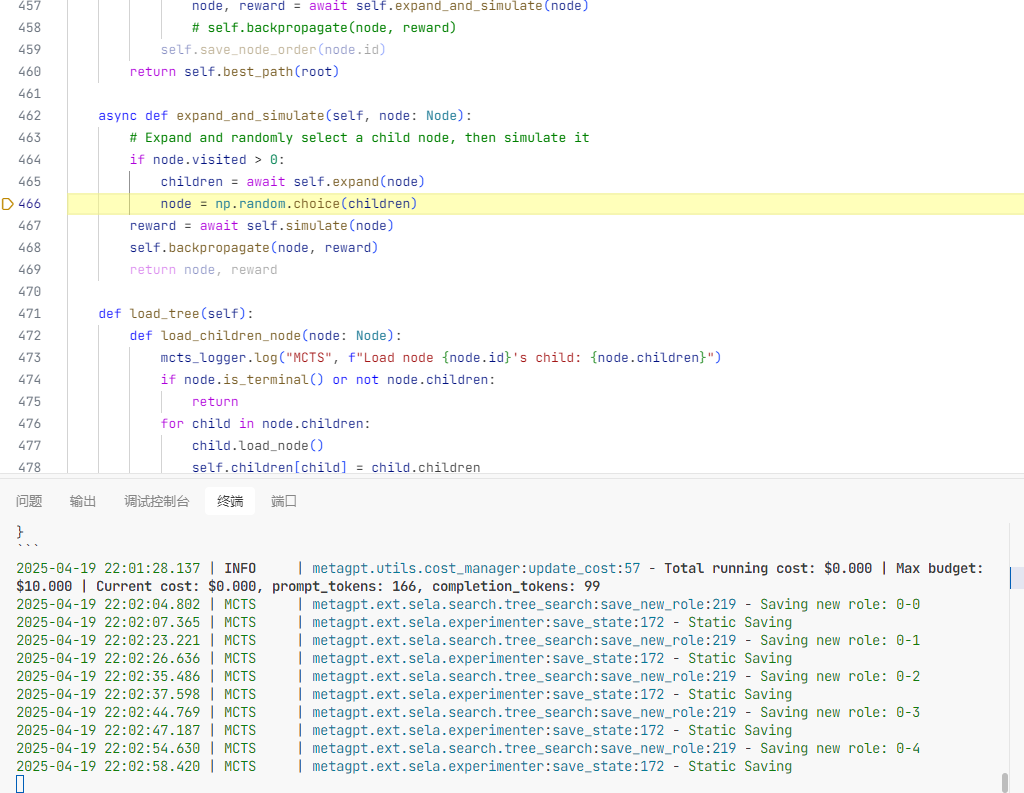 457 node, reward = await self.expand_and_simulate(node)
458 # self.backpropagate(node, reward)
459 self.save_node_order(node.id)
460 return self.best_path(root)
461
462 async def expand_and_simulate(self, node: Node):
463 # Expand and randomly select a child node, then simulate it
464 if node.visited > 0:
465 children = await self.expand(node)
466 node = np.random.choice(children)
467 reward = await self.simulate(node)
468 self.backpropagate(node, reward)
469 return node, reward
470
471 def load_tree(self):
472 def load_children_node(node: Node):
473 mcts_logger.log("MCTS", f"Load node {node.id}'s child: {node.children}")
474 if node.is_terminal() or not node.children:
475 return
476 for child in node.children:
477 child.load_node()
478 self.children[child] = child.children
问题 输出 调试控制台 终端 端口
}
```
2025-04-19 22:01:28.137 | INFO     | metagpt.utils.cost_manager:update_cost:57 - Total running cost: $0.000 | Max budget:
$10.000 | Current cost: $0.000, prompt_tokens: 166, completion_tokens: 99
2025-04-19 22:02:04.802 | MCTS     | metagpt.ext.sela.search.tree_search:save_new_role:219 - Saving new role: 0-0
2025-04-19 22:02:07.365 | MCTS     | metagpt.ext.sela.experimenter:save_state:172 - Static Saving
2025-04-19 22:02:23.221 | MCTS     | metagpt.ext.sela.search.tree_search:save_new_role:219 - Saving new role: 0-1
2025-04-19 22:02:26.636 | MCTS     | metagpt.ext.sela.experimenter:save_state:172 - Static Saving
2025-04-19 22:02:35.486 | MCTS     | metagpt.ext.sela.search.tree_search:save_new_role:219 - Saving new role: 0-2
2025-04-19 22:02:37.598 | MCTS     | metagpt.ext.sela.experimenter:save_state:172 - Static Saving
2025-04-19 22:02:44.769 | MCTS     | metagpt.ext.sela.search.tree_search:save_new_role:219 - Saving new role: 0-3
2025-04-19 22:02:47.187 | MCTS     | metagpt.ext.sela.experimenter:save_state:172 - Static Saving
2025-04-19 22:02:54.630 | MCTS     | metagpt.ext.sela.search.tree_search:save_new_role:219 - Saving new role: 0-4
2025-04-19 22:02:58.420 | MCTS     | metagpt.ext.sela.experimenter:save_state:172 - Static Saving